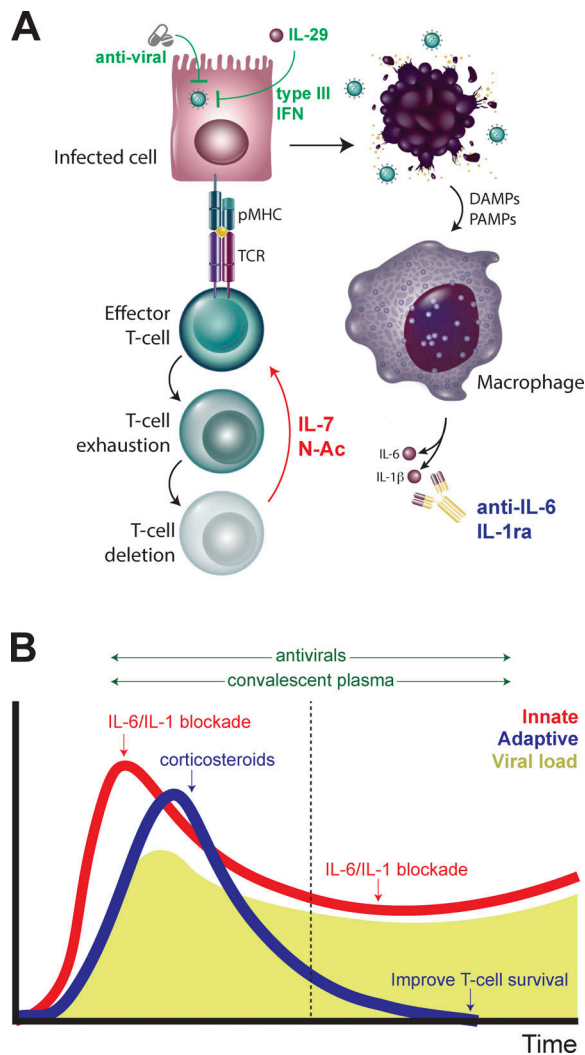 A
anti-viral
IL-29
type III
IFN
Infected cell
DAMPs
PAMPs
pMHC
TCR
Effector
T-cell
Macrophage
T-cell
exhaustion
IL-7
N-Ac
IL-6
IL-1β
anti-IL-6
IL-1ra
T-cell
deletion
B
antivirals
convalescent plasma
IL-6/IL-1 blockade
Innate
Adaptive
Viral load
corticosteroids
IL-6/IL-1 blockade
Improve T-cell survival
Time